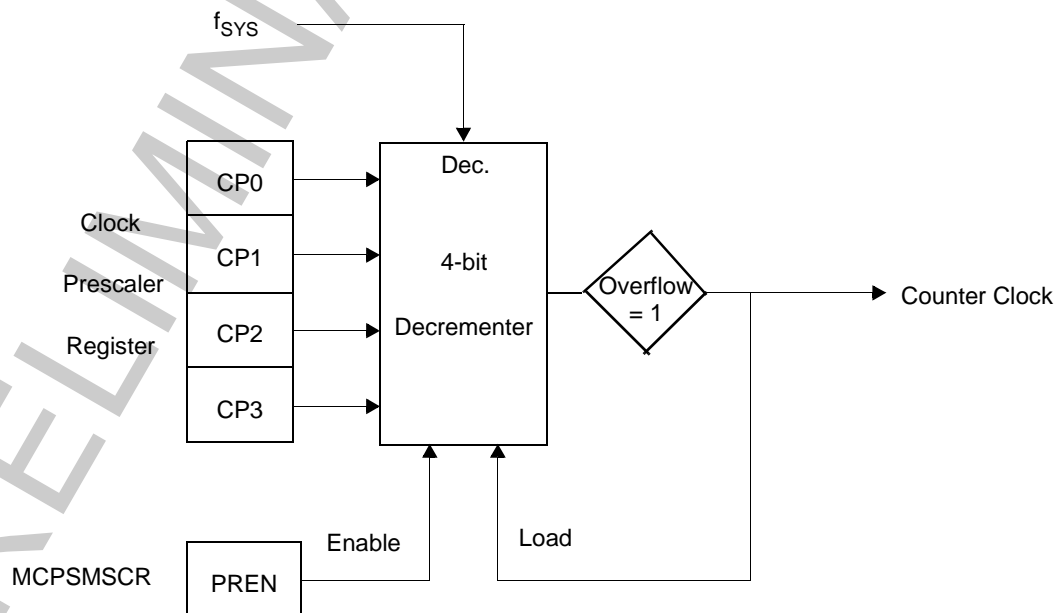 fSYS
CP0
CP1
CP2
CP3
Clock
Prescaler
Register
Dec.
4-bit
Decrementer
Overflow
= 1
Counter Clock
Enable
Load
MCPSMSCR
PREN